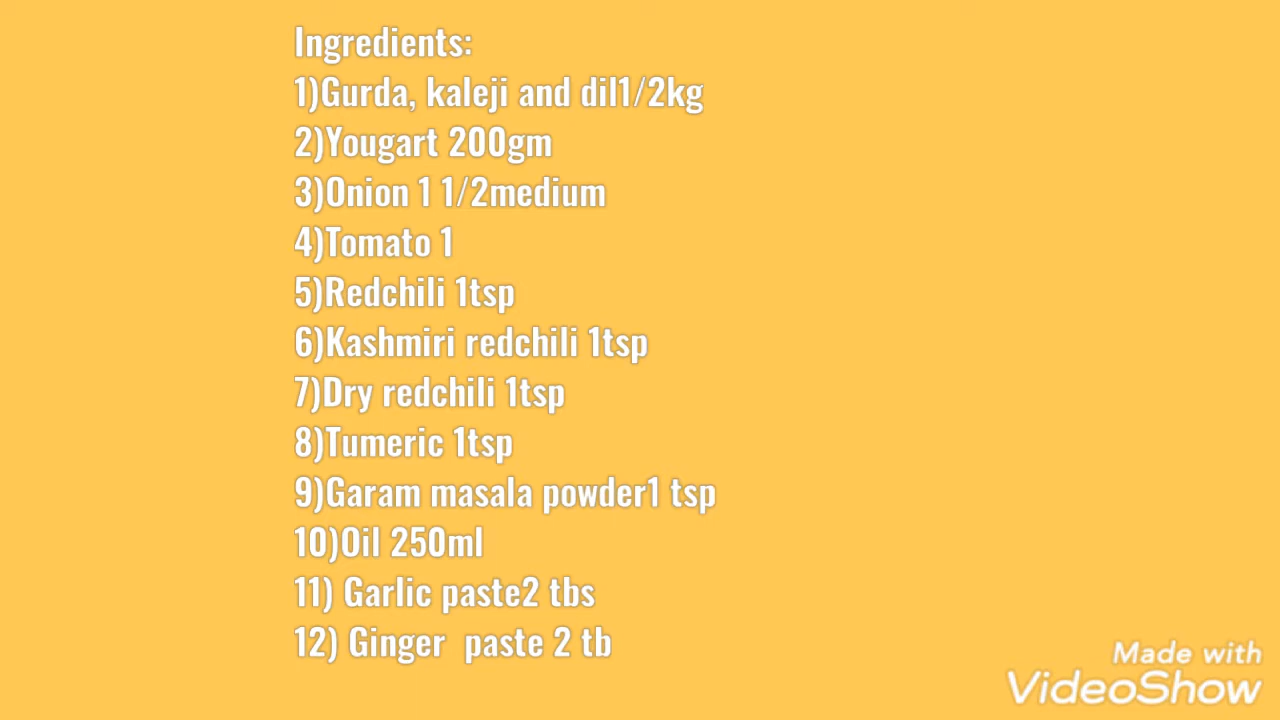 Ingredients:
1)Gurda, kaleji and dil1/2kg
2)Yougart 200gm
3)Onion 1 1/2medium
4)Tomato 1
5)Redchili 1tsp
6)Kashmiri redchili 1tsp
7)Dry redchili 1tsp
8)Tumeric 1tsp
9)Garam masala powder1 tsp
10)Oil 250ml
11) Garlic paste2 tbs
12) Ginger  paste 2 tb
Made with
VideoShow